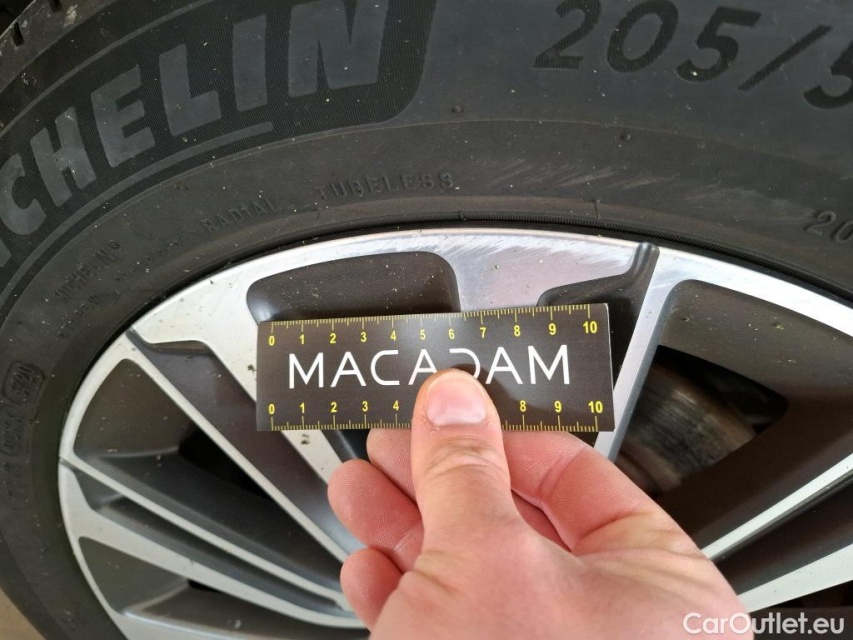 MICHELIN
205/5
RADIAL TUBELESS
20
0 1 2 3 4 5 6 7 8 9 10
MACADAM
0 1 2 3 4 8 9 10
CarOutlet.eu